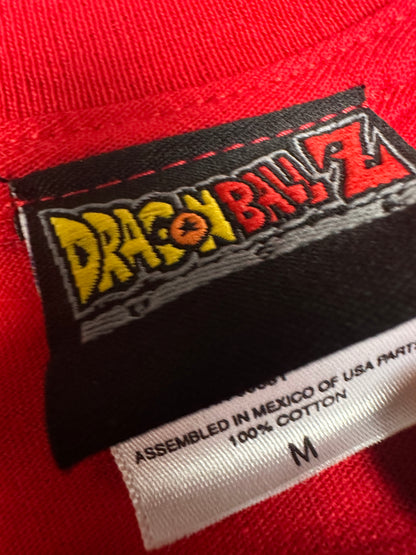 DRAGON BALL Z
ASSEMBLED IN MEXICO OF USA PARTS
100% COTTON
M